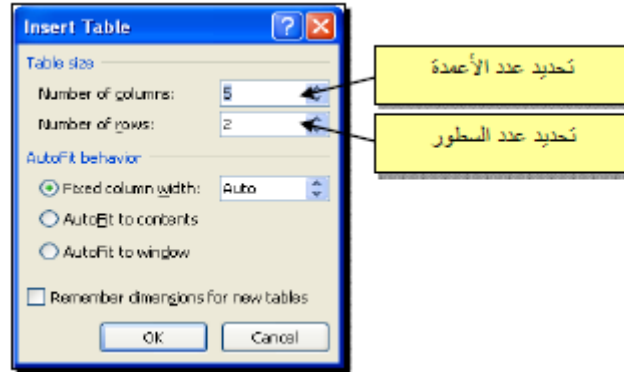 Insert Table
Table size
Number of columns: 5
تحديد عدد الأعمدة
Number of rows: 2
تحديد عدد السطور
AutoFit behavior
Fixed column width: Auto
AutoFit to contents
AutoFit to window
Remember dimensions for new tables
OK Cancel